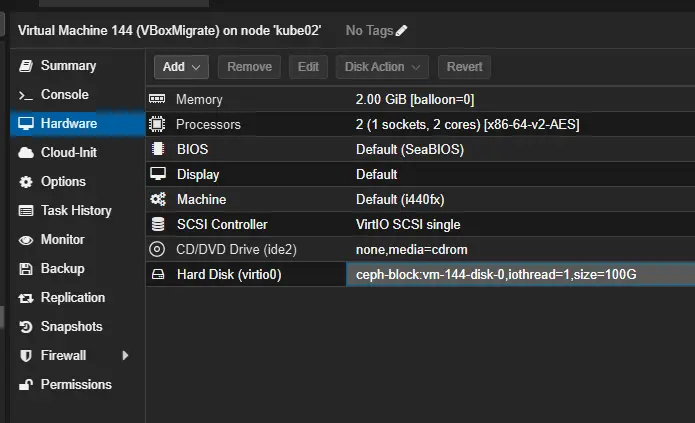 Virtual Machine 144 (VBoxMigrate) on node 'kube02' No Tags
Summary
Console
Hardware
Cloud-Init
Options
Task History
Monitor
Backup
Replication
Snapshots
Firewall
Permissions
Add Remove Edit Disk Action Revert
Memory 2.00 GiB [balloon=0]
Processors 2 (1 sockets, 2 cores) [x86-64-v2-AES]
BIOS Default (SeaBIOS)
Display Default
Machine Default (i440fx)
SCSI Controller VirtIO SCSI single
CD/DVD Drive (ide2) none,media=cdrom
Hard Disk (virtio0) ceph-block:vm-144-disk-0,iothread=1,size=100G